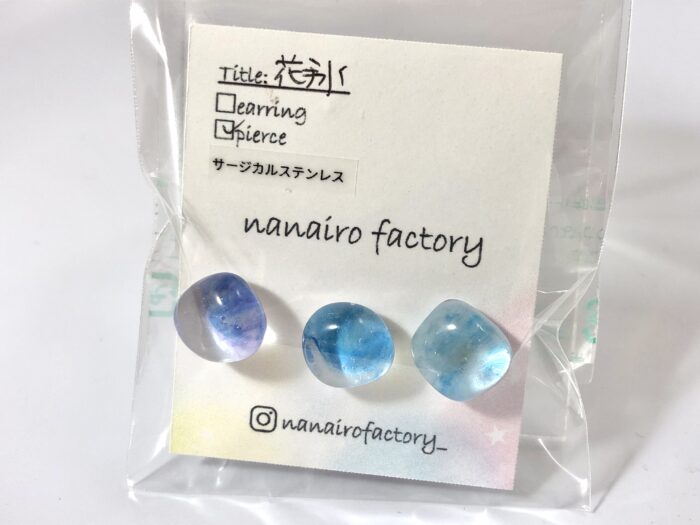 Title: 花氷
earring
pierce
サージカルステンレス
nanairo factory
nanairofactory_